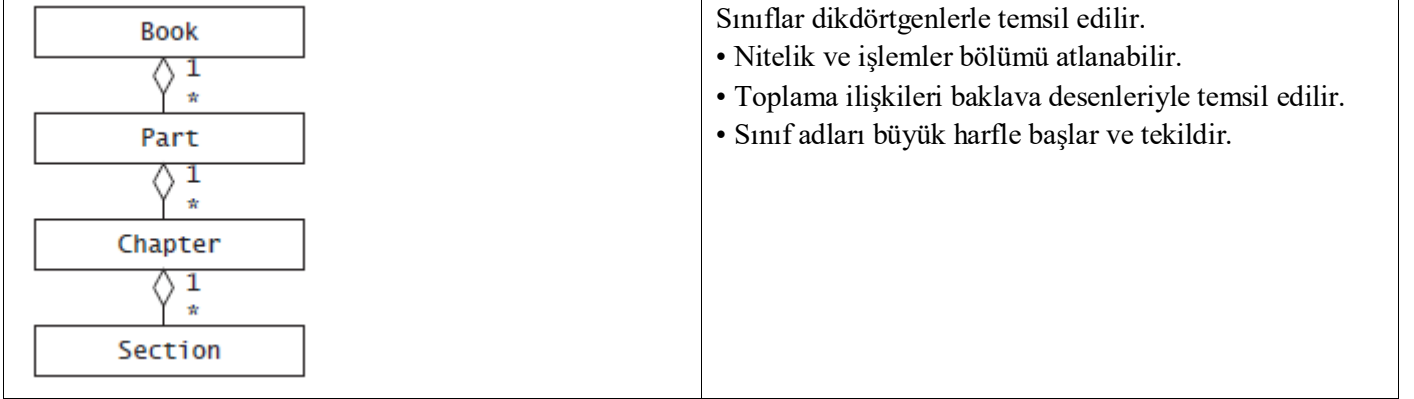 Book
1
*
Part
1
*
Chapter
1
*
Section
Sınıflar dikdörtgenlerle temsil edilir.
• Nitelik ve işlemler bölümü atlanabilir.
• Toplama ilişkileri baklava desenleriyle temsil edilir.
• Sınıf adları büyük harfle başlar ve tekildir.